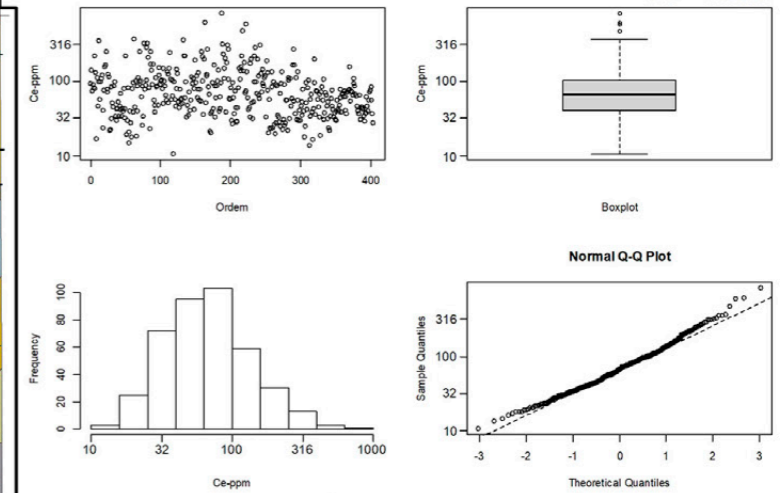 316
100
32
10
Ce-ppm
0 100 200 300 400
Ordem
316
100
32
10
Ce-ppm
Boxplot
100
80
60
40
20
0
Frequency
10 32 100 316 1000
Ce-ppm
Normal Q-Q Plot
316
100
32
10
Sample Quantiles
-3 -2 -1 0 1 2 3
Theoretical Quantiles